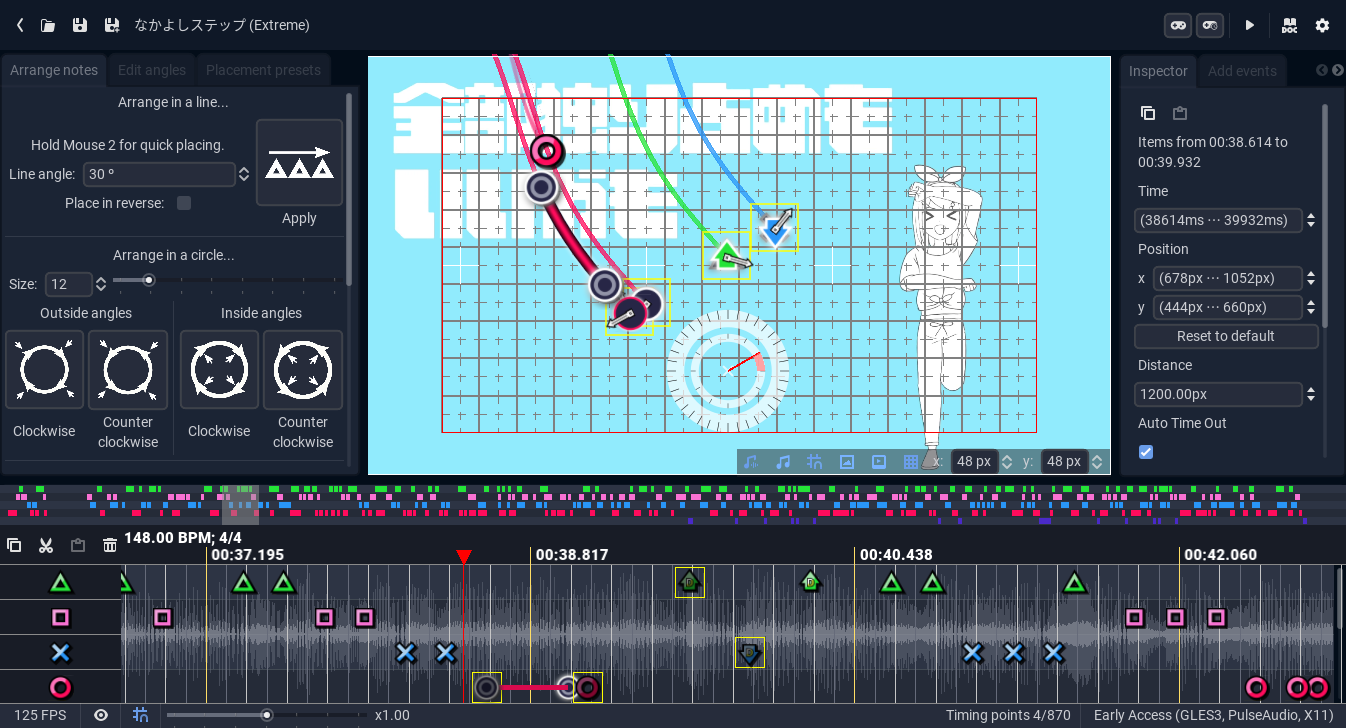 なかよしステップ (Extreme)
DOC
Arrange notes
Edit angles
Placement presets
Inspector
Add events
Arrange in a line...
Hold Mouse 2 for quick placing.
Line angle:
30 º
Place in reverse:
Apply
Arrange in a circle...
Size:
12
Outside angles
Inside angles
Clockwise
Counter clockwise
Clockwise
Counter clockwise
Items from 00:38.614 to
00:39.932
Time
(38614ms ··· 39932ms)
Position
x
(678px ··· 1052px)
y
(444px ··· 660px)
Reset to default
Distance
1200.00px
Auto Time Out
x:
48 px
y:
48 px
148.00 BPM; 4/4
00:37.195
00:38.817
00:40.438
00:42.060
125 FPS
x1.00
Timing points 4/870
Early Access (GLES3, PulseAudio, X11)